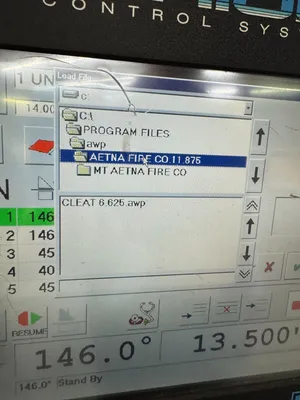 CONTROL SYS
1 UN
Load File
c:
14.00
C:\
PROGRAM FILES
awp
AETNA FIRE CO 11.875
MT AETNA FIRE CO
N
1 146
2 146
3 45
4 40
5 45
CLEAT 6.625.awp
RESUME
146.0° 13.500"
146.0° Stand By